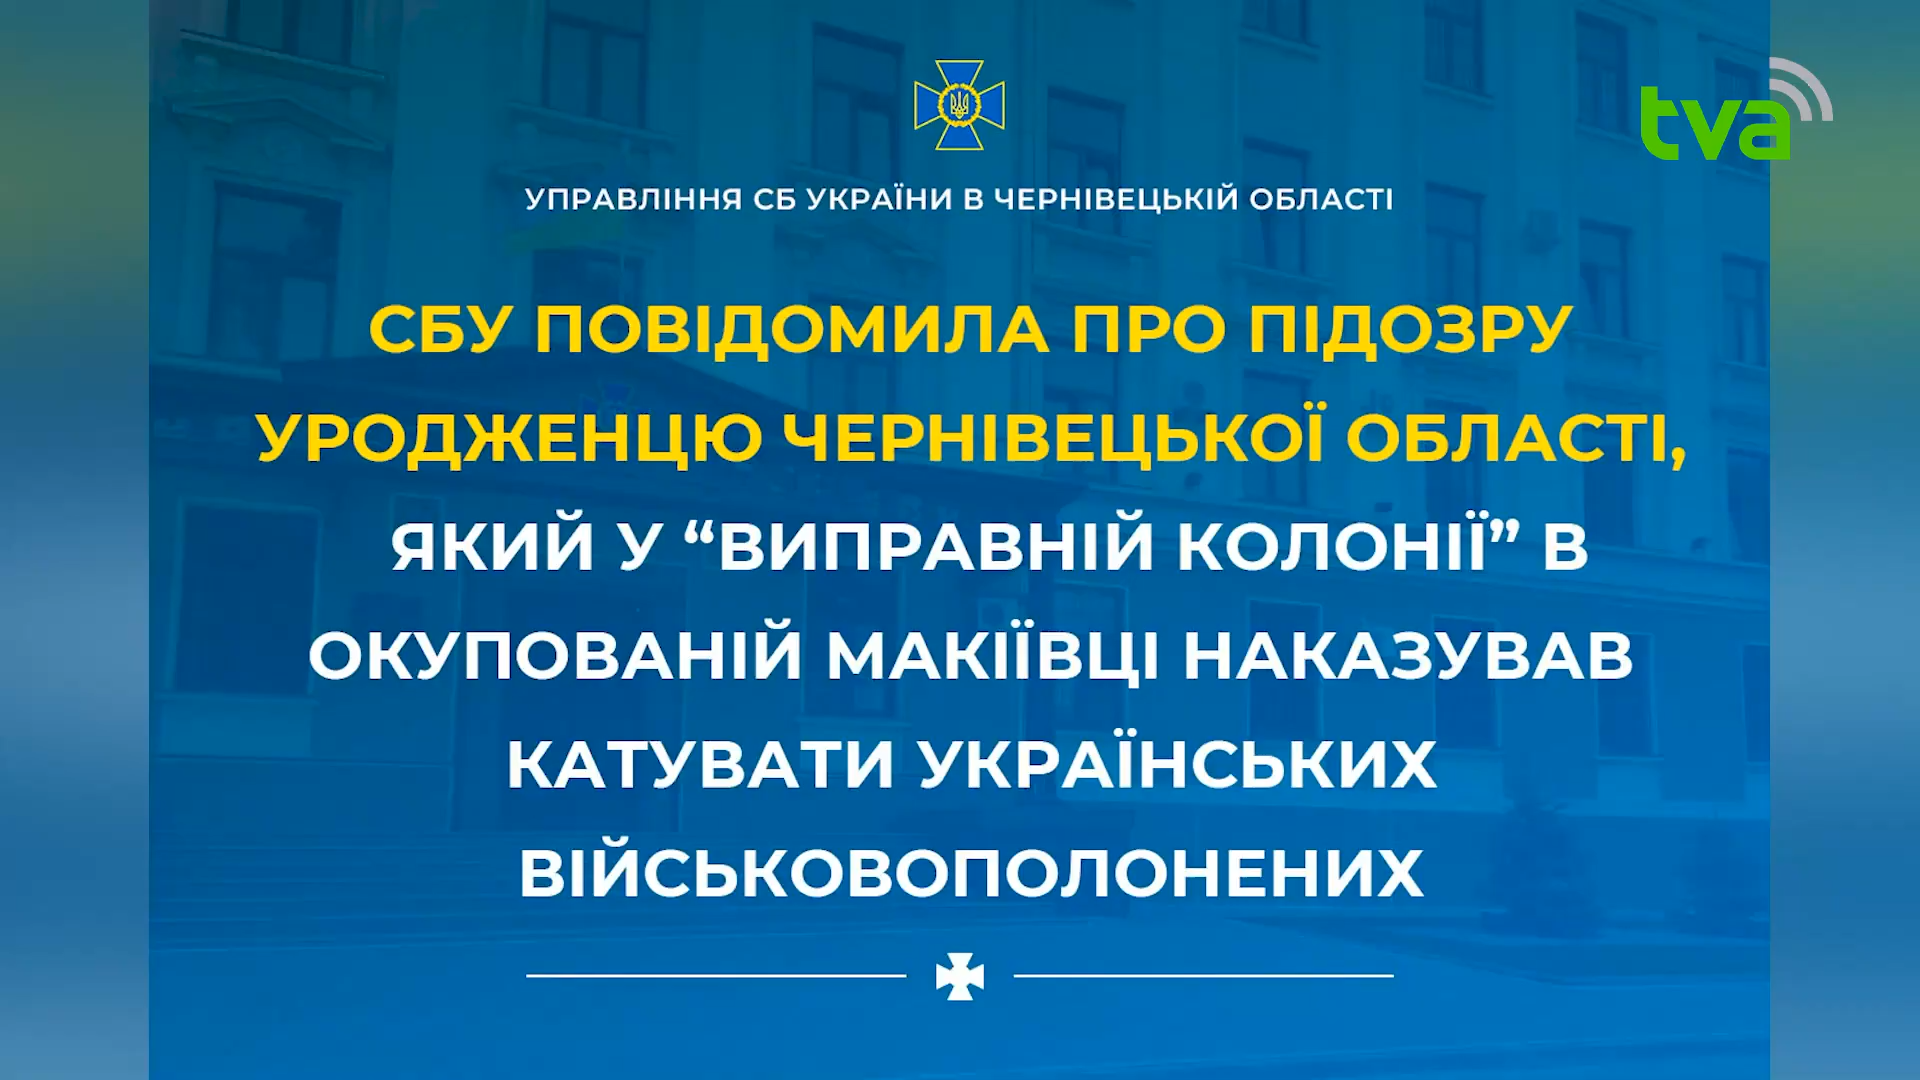 tva
УПРАВЛІННЯ СБ УКРАЇНИ В ЧЕРНІВЕЦЬКІЙ ОБЛАСТІ
СБУ ПОВІДОМИЛА ПРО ПІДОЗРУ
УРОДЖЕНЦЮ ЧЕРНІВЕЦЬКОЇ ОБЛАСТІ,
ЯКИЙ У “ВИПРАВНІЙ КОЛОНІЇ” В
ОКУПОВАНІЙ МАКІЇВЦІ НАКАЗУВАВ
КАТУВАТИ УКРАЇНСЬКИХ
ВІЙСЬКОВОПОЛОНЕНИХ